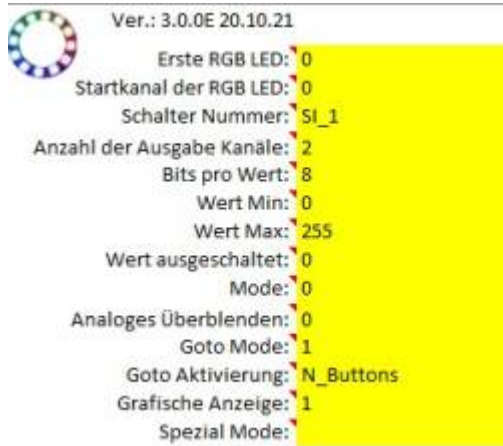 Ver.: 3.0.0E 20.10.21
Erste RGB LED: 0
Startkanal der RGB LED: 0
Schalter Nummer: SI_1
Anzahl der Ausgabe Kanäle: 2
Bits pro Wert: 8
Wert Min: 0
Wert Max: 255
Wert ausgeschaltet: 0
Mode: 0
Analoges Überblenden: 0
Goto Mode: 1
Goto Aktivierung: N_Buttons
Grafische Anzeige: 1
Spezial Mode: